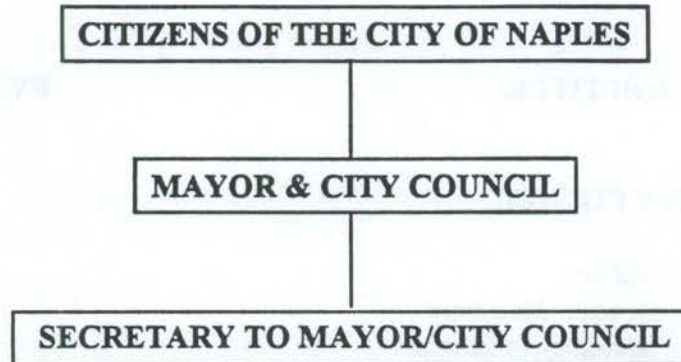 CITIZENS OF THE CITY OF NAPLES
MAYOR & CITY COUNCIL
SECRETARY TO MAYOR/CITY COUNCIL